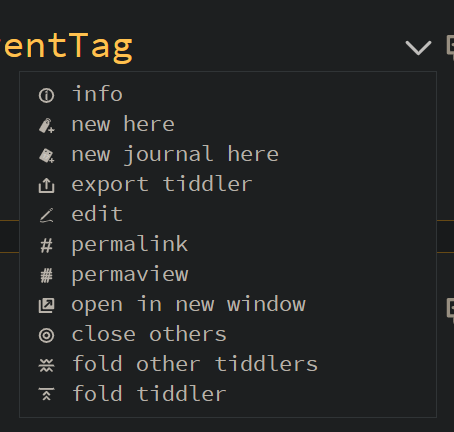 entTag
info
new here
new journal here
export tiddler
edit
permalink
permaview
open in new window
close others
fold other tiddlers
fold tiddler